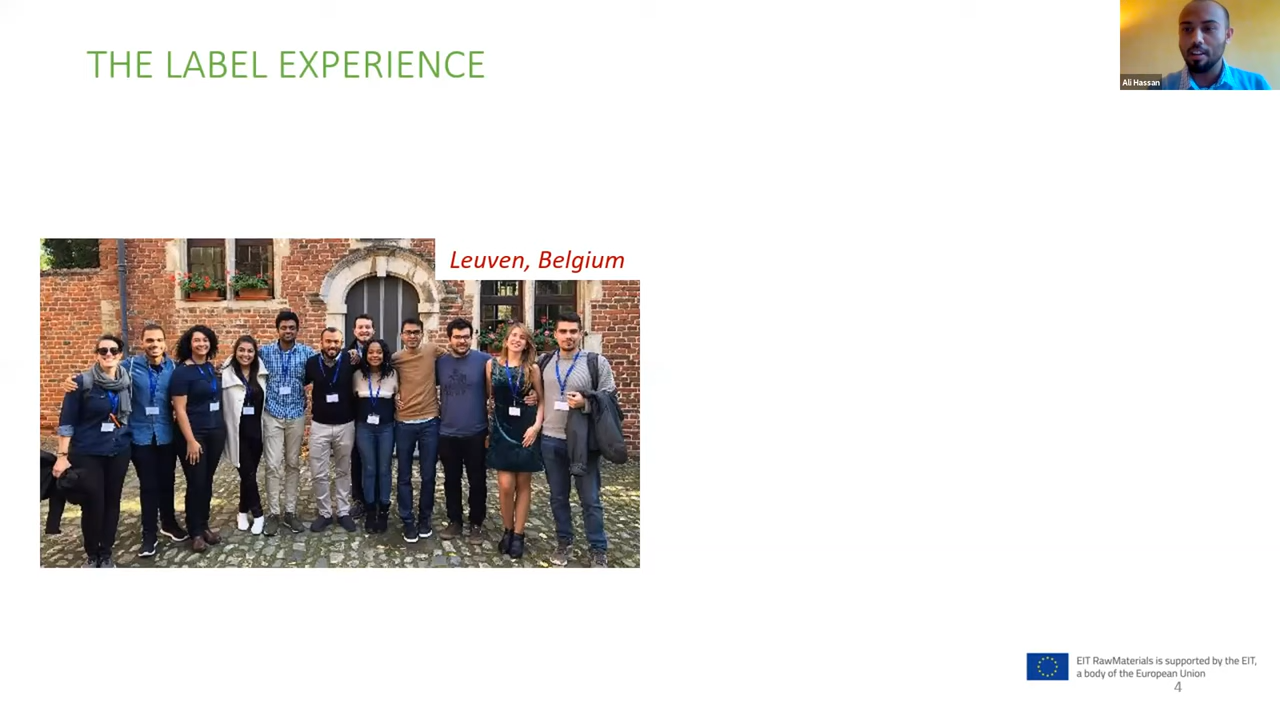 THE LABEL EXPERIENCE
Ali Hassan
Leuven, Belgium
EIT RawMaterials is supported by the EIT,
a body of the European Union
4